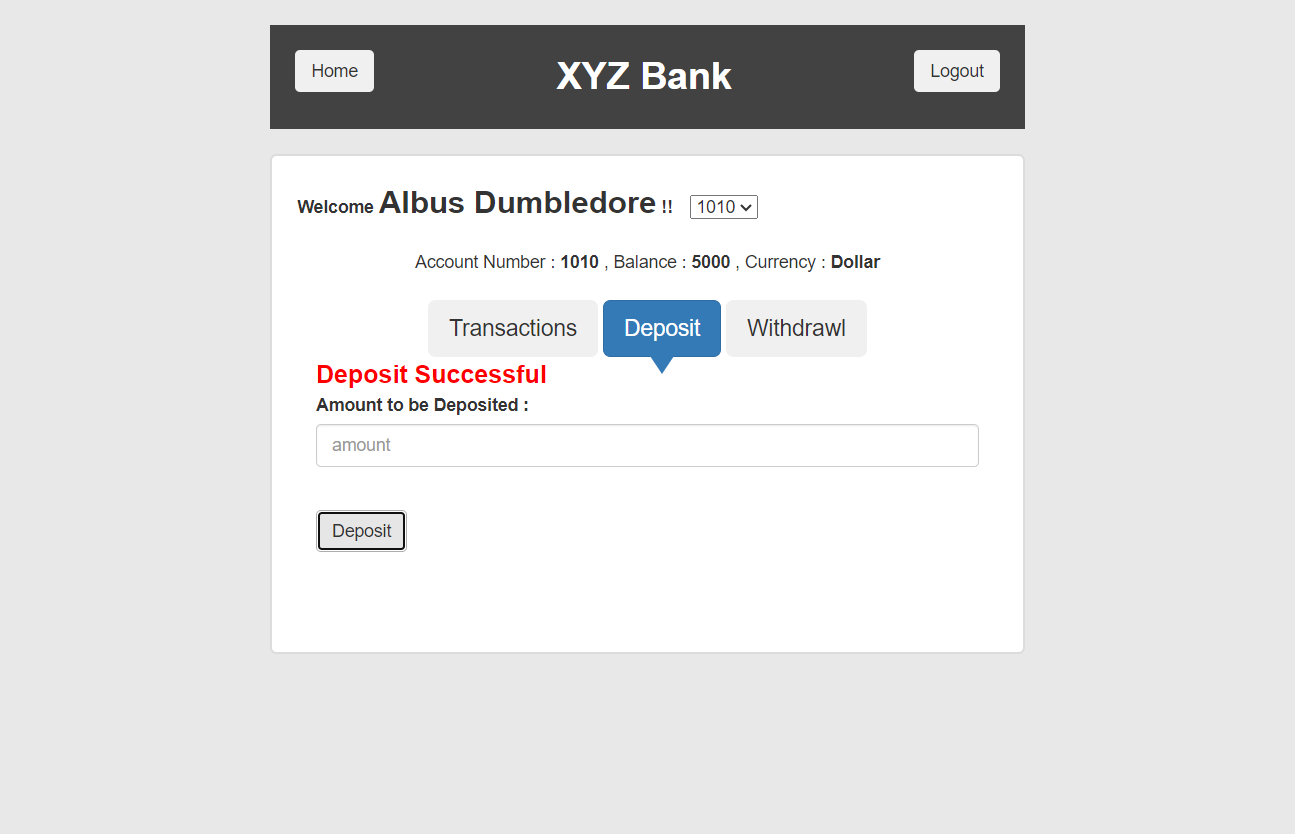 Home XYZ Bank Logout
Welcome Albus Dumbledore !! 1010
Account Number : 1010 , Balance : 5000 , Currency : Dollar
Transactions Deposit Withdrawl
Deposit Successful
Amount to be Deposited :
amount
Deposit